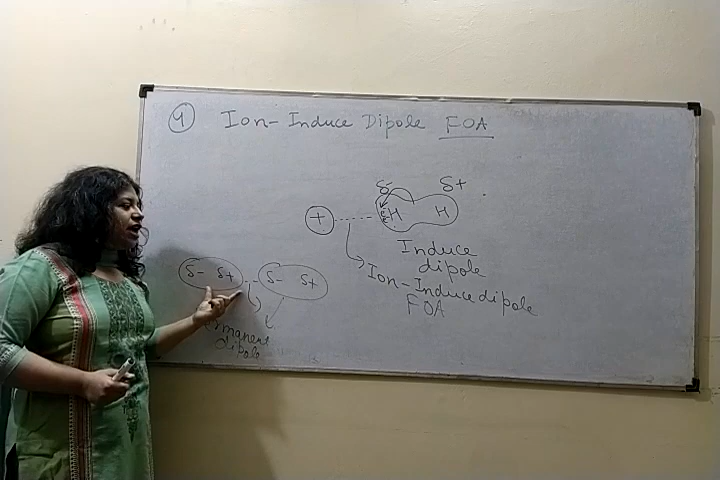 4 Ion-Induce Dipole FOA
δ- δ+
+ H H
Induce
dipole
Ion-Induce dipole
FOA
δ- δ+ δ- δ+
dipole